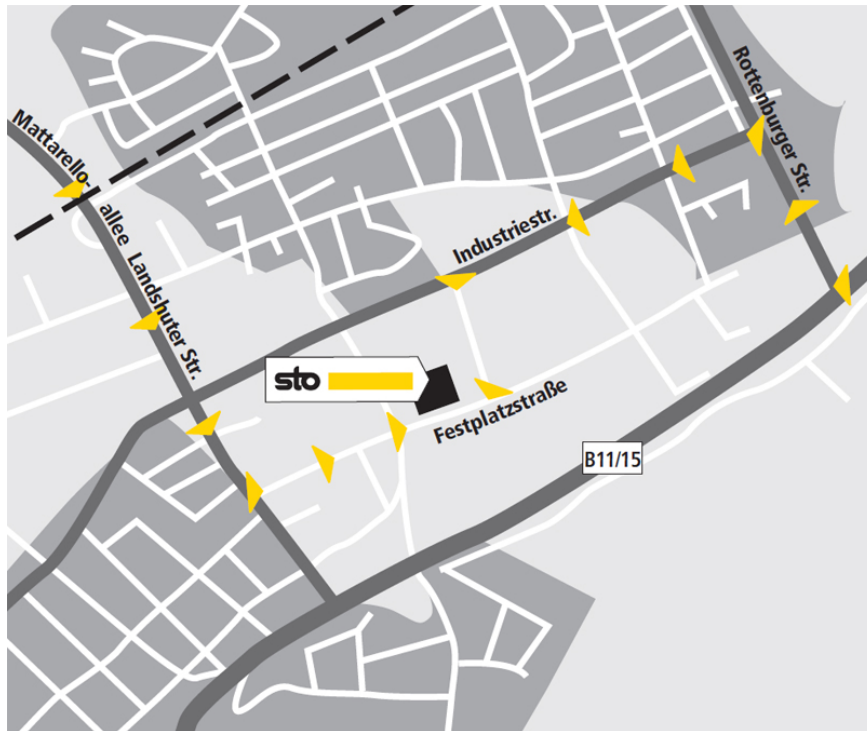 Mattarello-
allee
Landshuter Str.
Rottenburger Str.
Industriestr.
sto
Festplatzstraße
B11/15